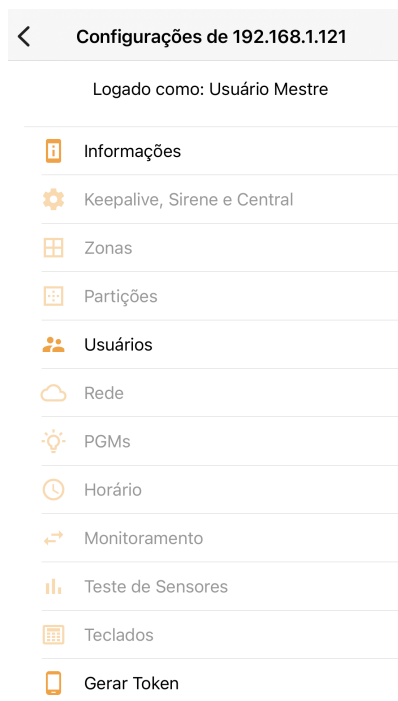 Configurações de 192.168.1.121
Logado como: Usuário Mestre
Informações
Keepalive, Sirene e Central
Zonas
Partições
Usuários
Rede
PGMs
Horário
Monitoramento
Teste de Sensores
Teclados
Gerar Token